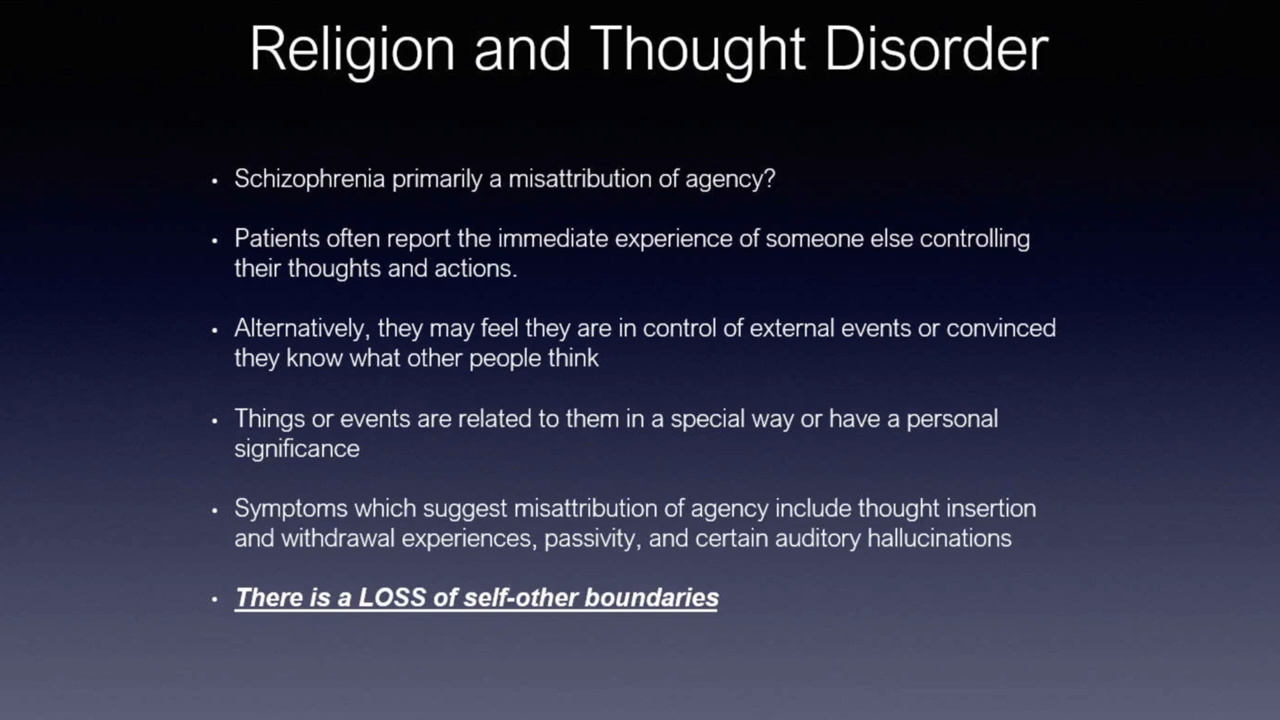 Religion and Thought Disorder
• Schizophrenia primarily a misattribution of agency?
• Patients often report the immediate experience of someone else controlling
their thoughts and actions.
• Alternatively, they may feel they are in control of external events or convinced
they know what other people think
• Things or events are related to them in a special way or have a personal
significance
• Symptoms which suggest misattribution of agency include thought insertion
and withdrawal experiences, passivity, and certain auditory hallucinations
• There is a LOSS of self-other boundaries